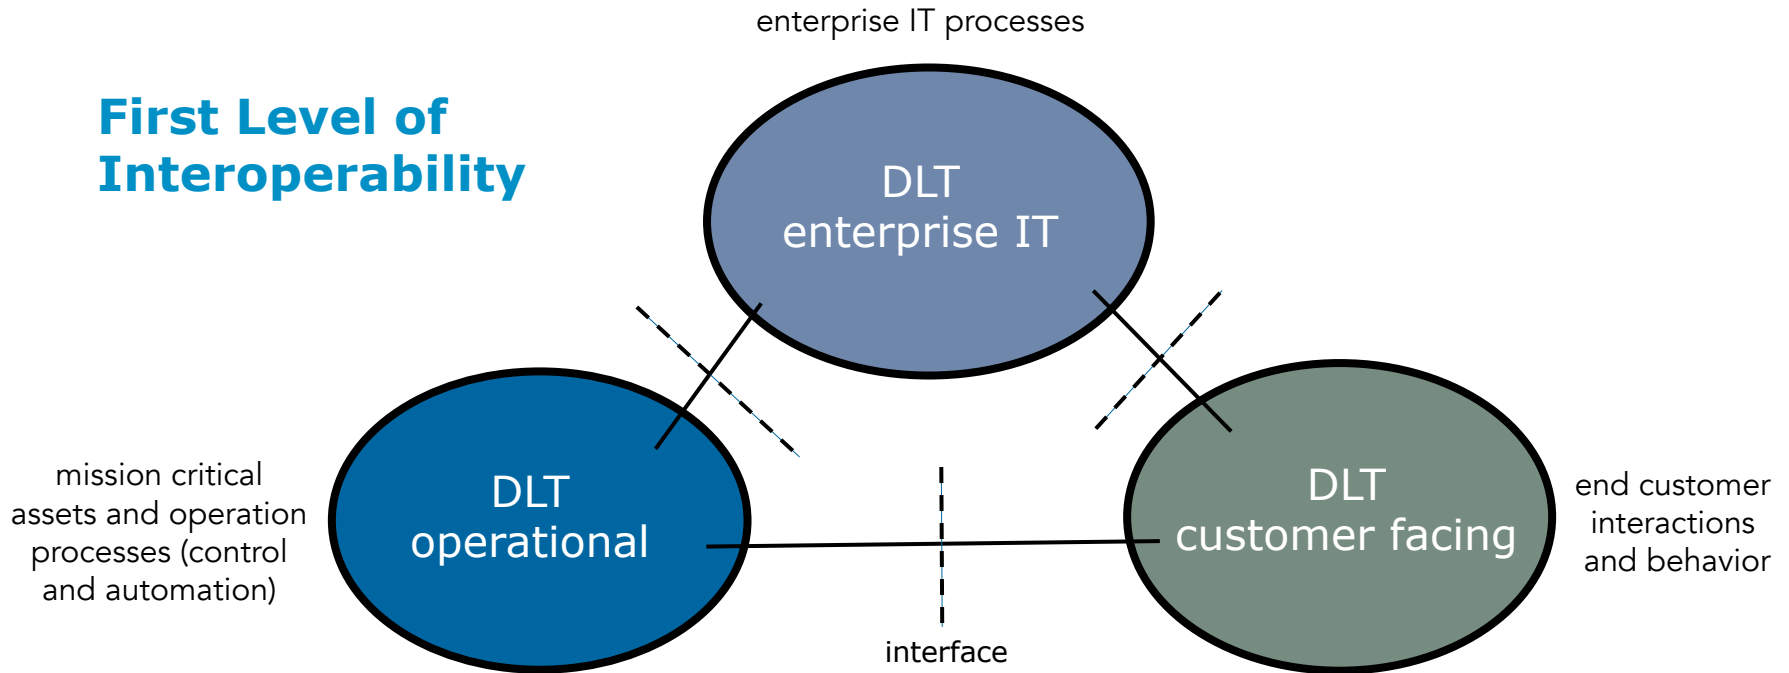 enterprise IT processes
First Level of
Interoperability
DLT
enterprise IT
mission critical
assets and operation
processes (control
and automation)
DLT
operational
DLT
customer facing
end customer
interactions
and behavior
interface